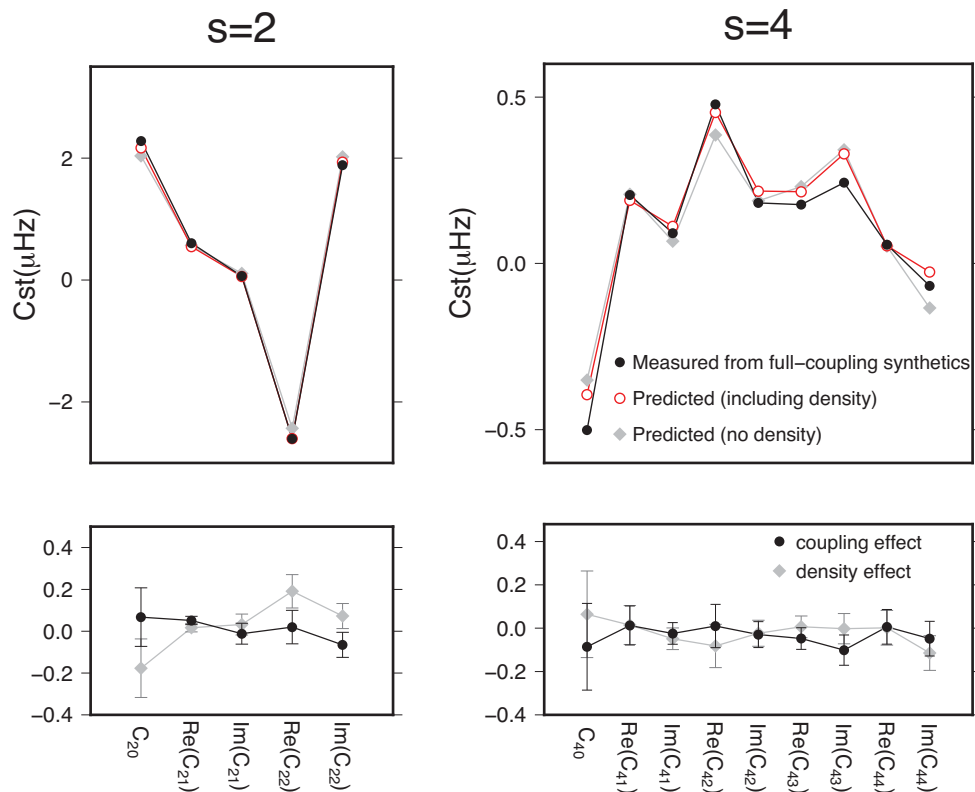 s=2
s=4
Cst(μHz)
2
0
−2
Cst(μHz)
0.5
0.0
−0.5
Measured from full−coupling synthetics
Predicted (including density)
Predicted (no density)
0.4
0.2
0.0
−0.2
−0.4
C20
Re(C21)
Im(C21)
Re(C22)
Im(C22)
0.4
0.2
0.0
−0.2
−0.4
coupling effect
density effect
C40
Re(C41)
Im(C41)
Re(C42)
Im(C42)
Re(C43)
Im(C43)
Re(C44)
Im(C44)